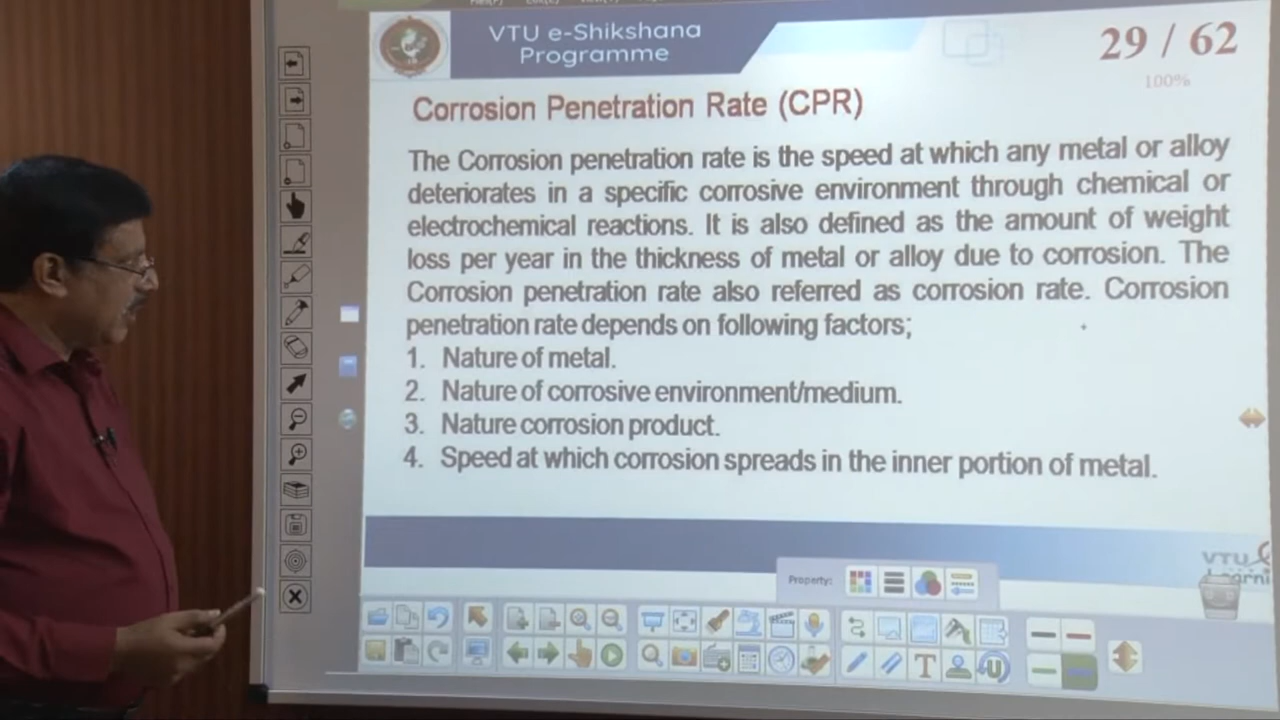 VTU e-Shikshana
Programme
29 / 62
100%
Corrosion Penetration Rate (CPR)
The Corrosion penetration rate is the speed at which any metal or alloy
deteriorates in a specific corrosive environment through chemical or
electrochemical reactions. It is also defined as the amount of weight
loss per year in the thickness of metal or alloy due to corrosion. The
Corrosion penetration rate also referred as corrosion rate. Corrosion
penetration rate depends on following factors;
1. Nature of metal.
2. Nature of corrosive environment/medium.
3. Nature corrosion product.
4. Speed at which corrosion spreads in the inner portion of metal.
VTU
Property: